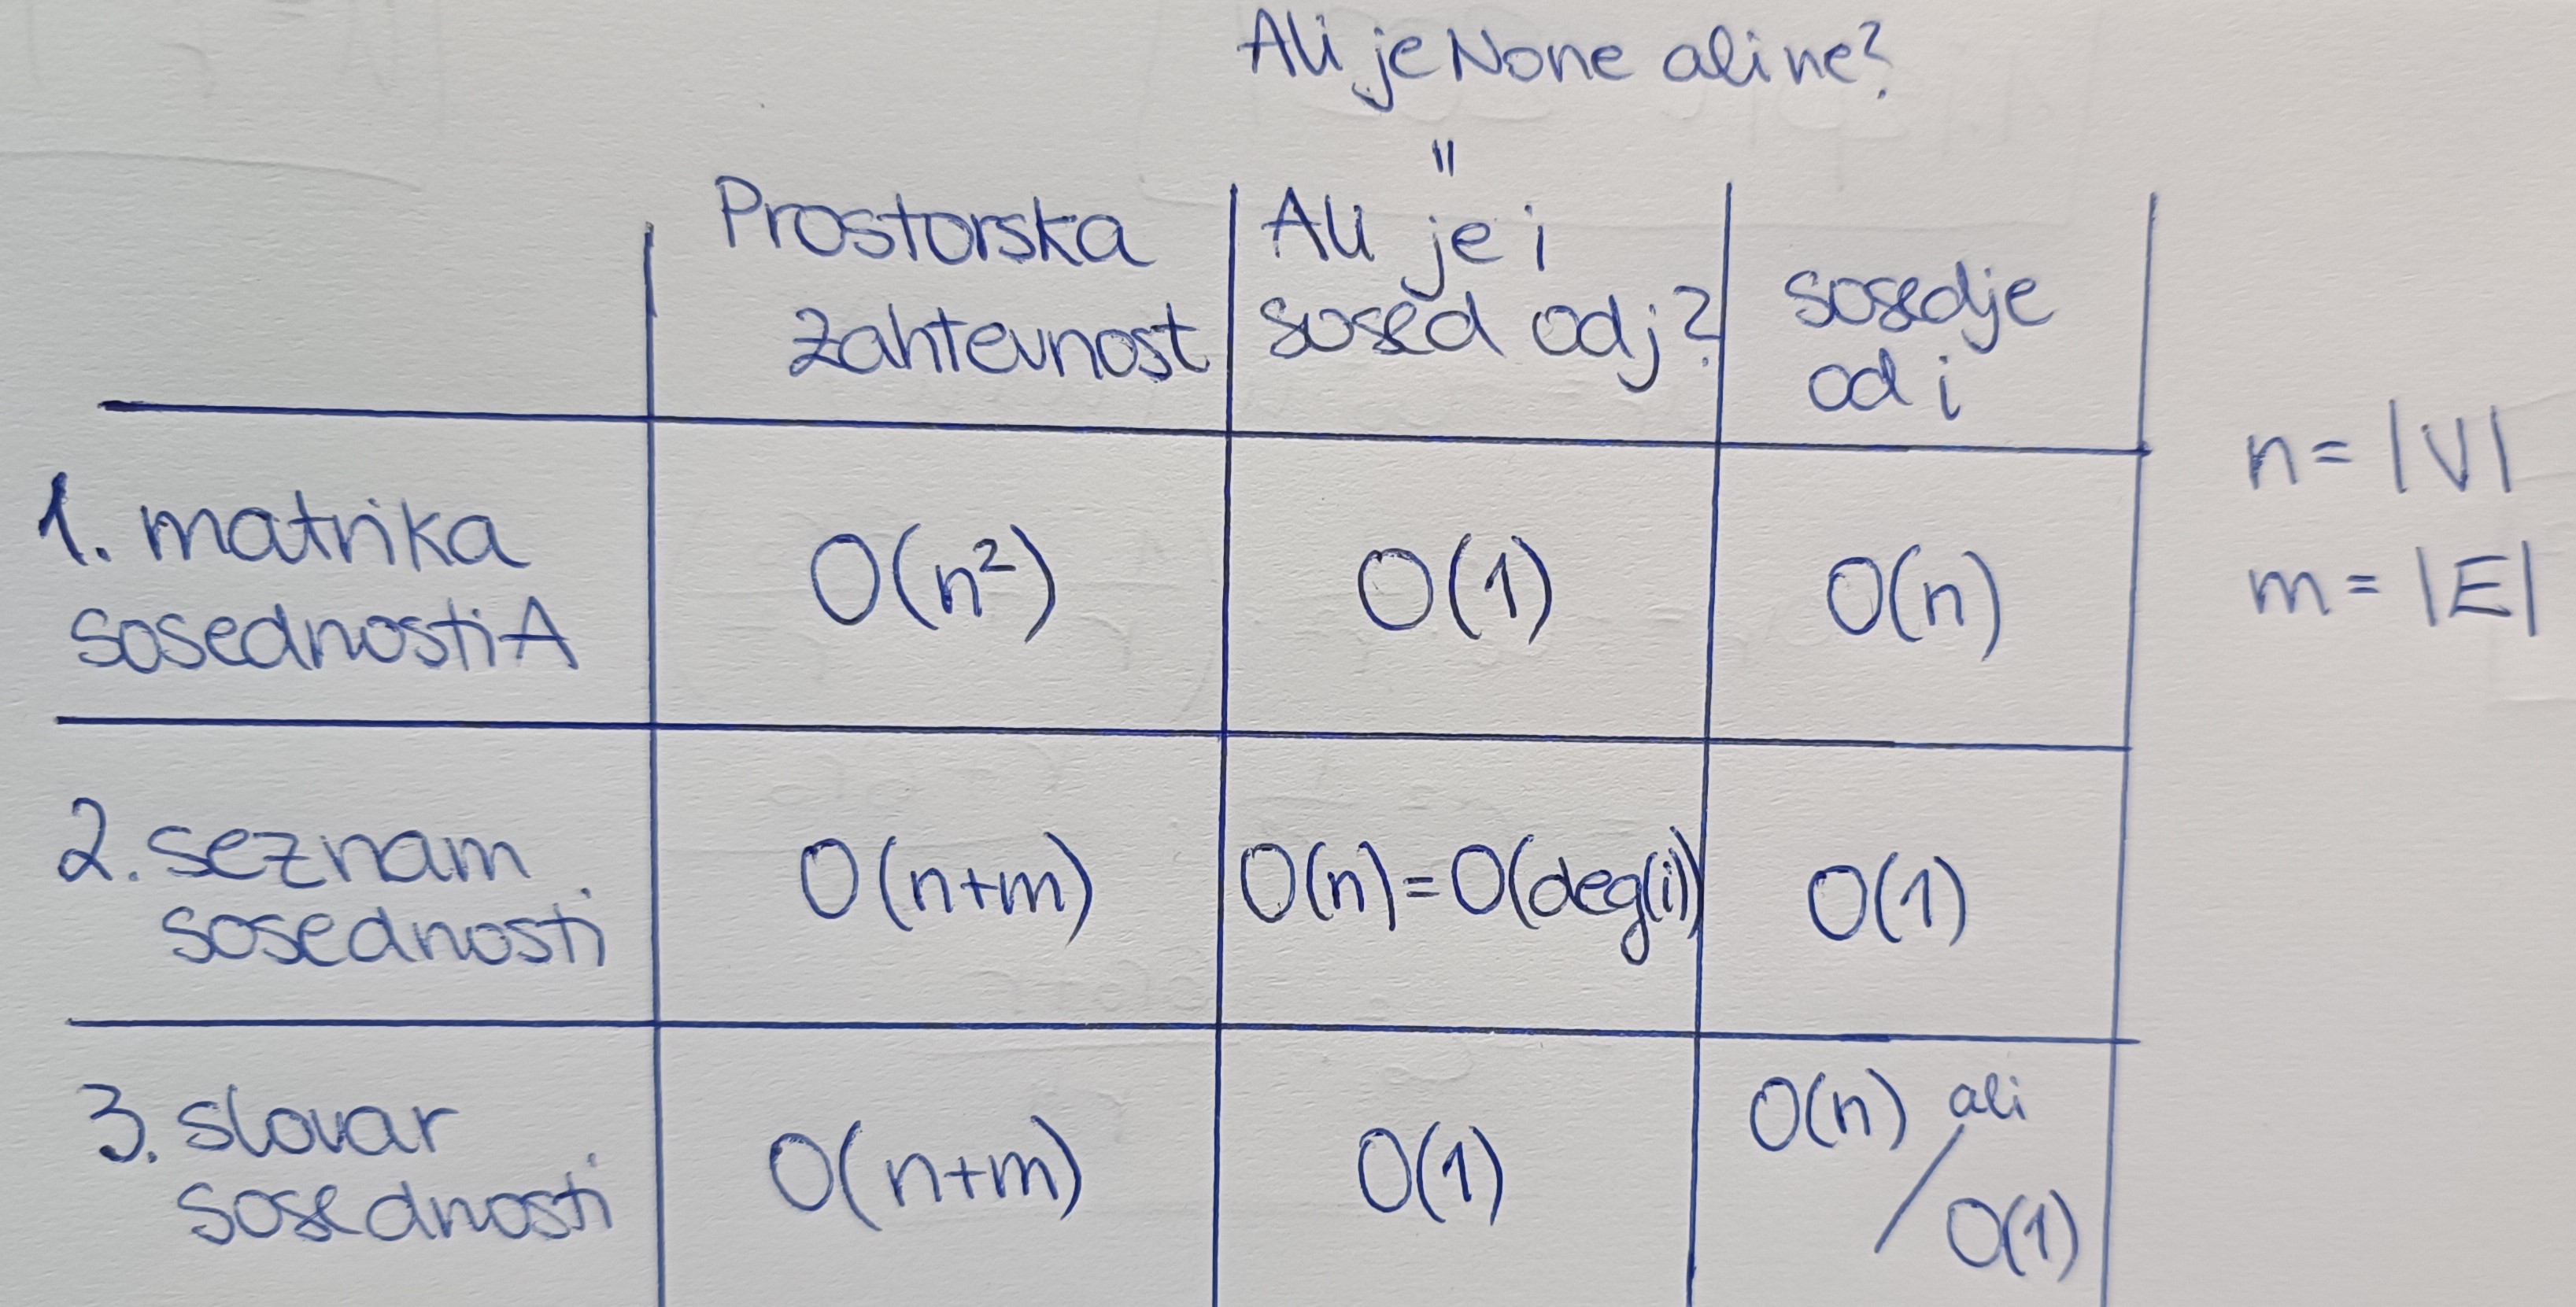 Ali je None ali ne?
=
Prostorska
zahtevnost
Ali je i
sosed od j?
sosedje
od i
n = |V|
m = |E|
1. matrika
sosednosti A
O(n²)
O(1)
O(n)
2. seznam
sosednosti
O(n+m)
O(n)=O(deg(i))
O(1)
3. slovar
sosednosti
O(n+m)
O(1)
O(n) ali
/ O(1)